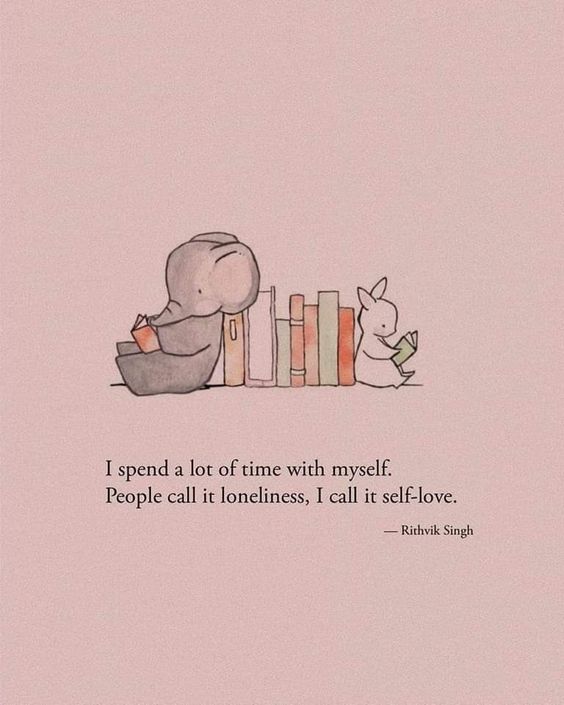 I spend a lot of time with myself.
People call it loneliness, I call it self-love.
— Rithvik Singh